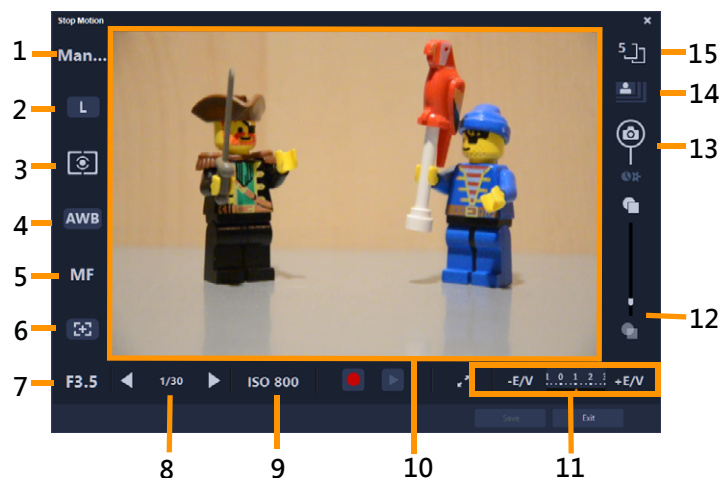 Stop Motion
×
1
Man...
2
L
3
4
AWB
5
MF
6
7
F3.5
1/30
ISO 800
-E/V
1 0 1 2 3
+E/V
Save
Exit
8
9
10
11
5
15
14
13
12